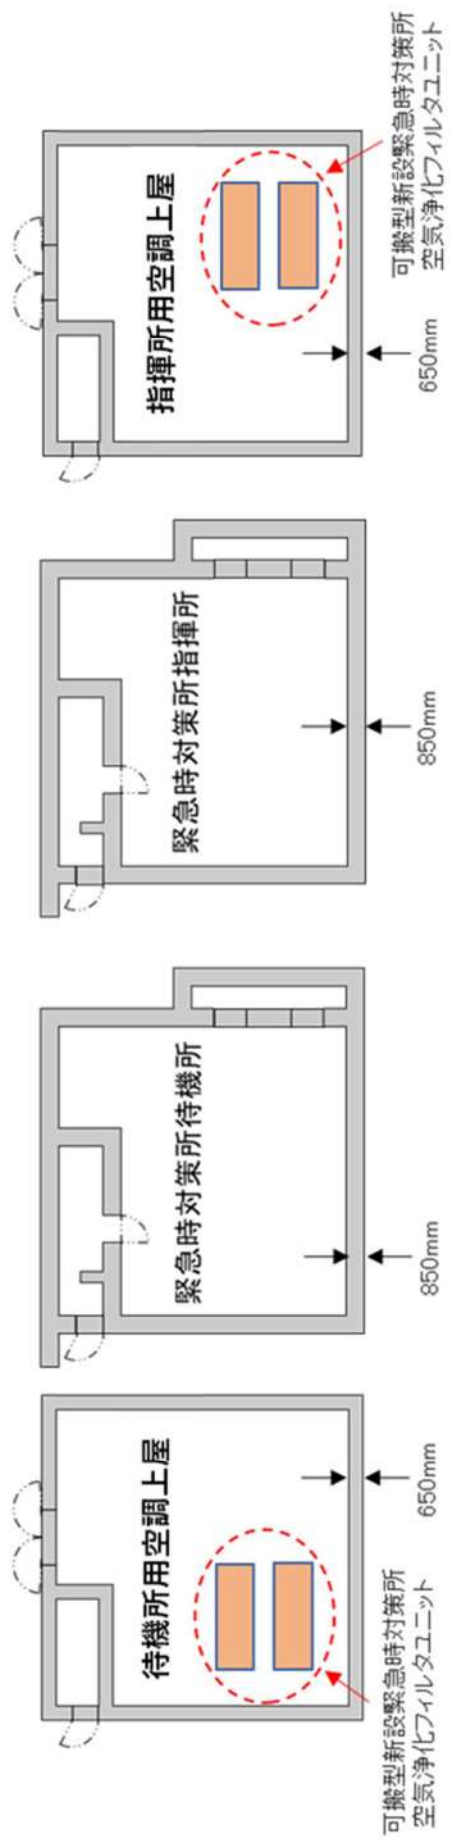 待機所用空調上屋
650mm
可搬型新設緊急時対策所
空気浄化フィルタユニット
緊急時対策所待機所
850mm
緊急時対策所指揮所
850mm
指揮所用空調上屋
650mm
可搬型新設緊急時対策所
空気浄化フィルタユニット